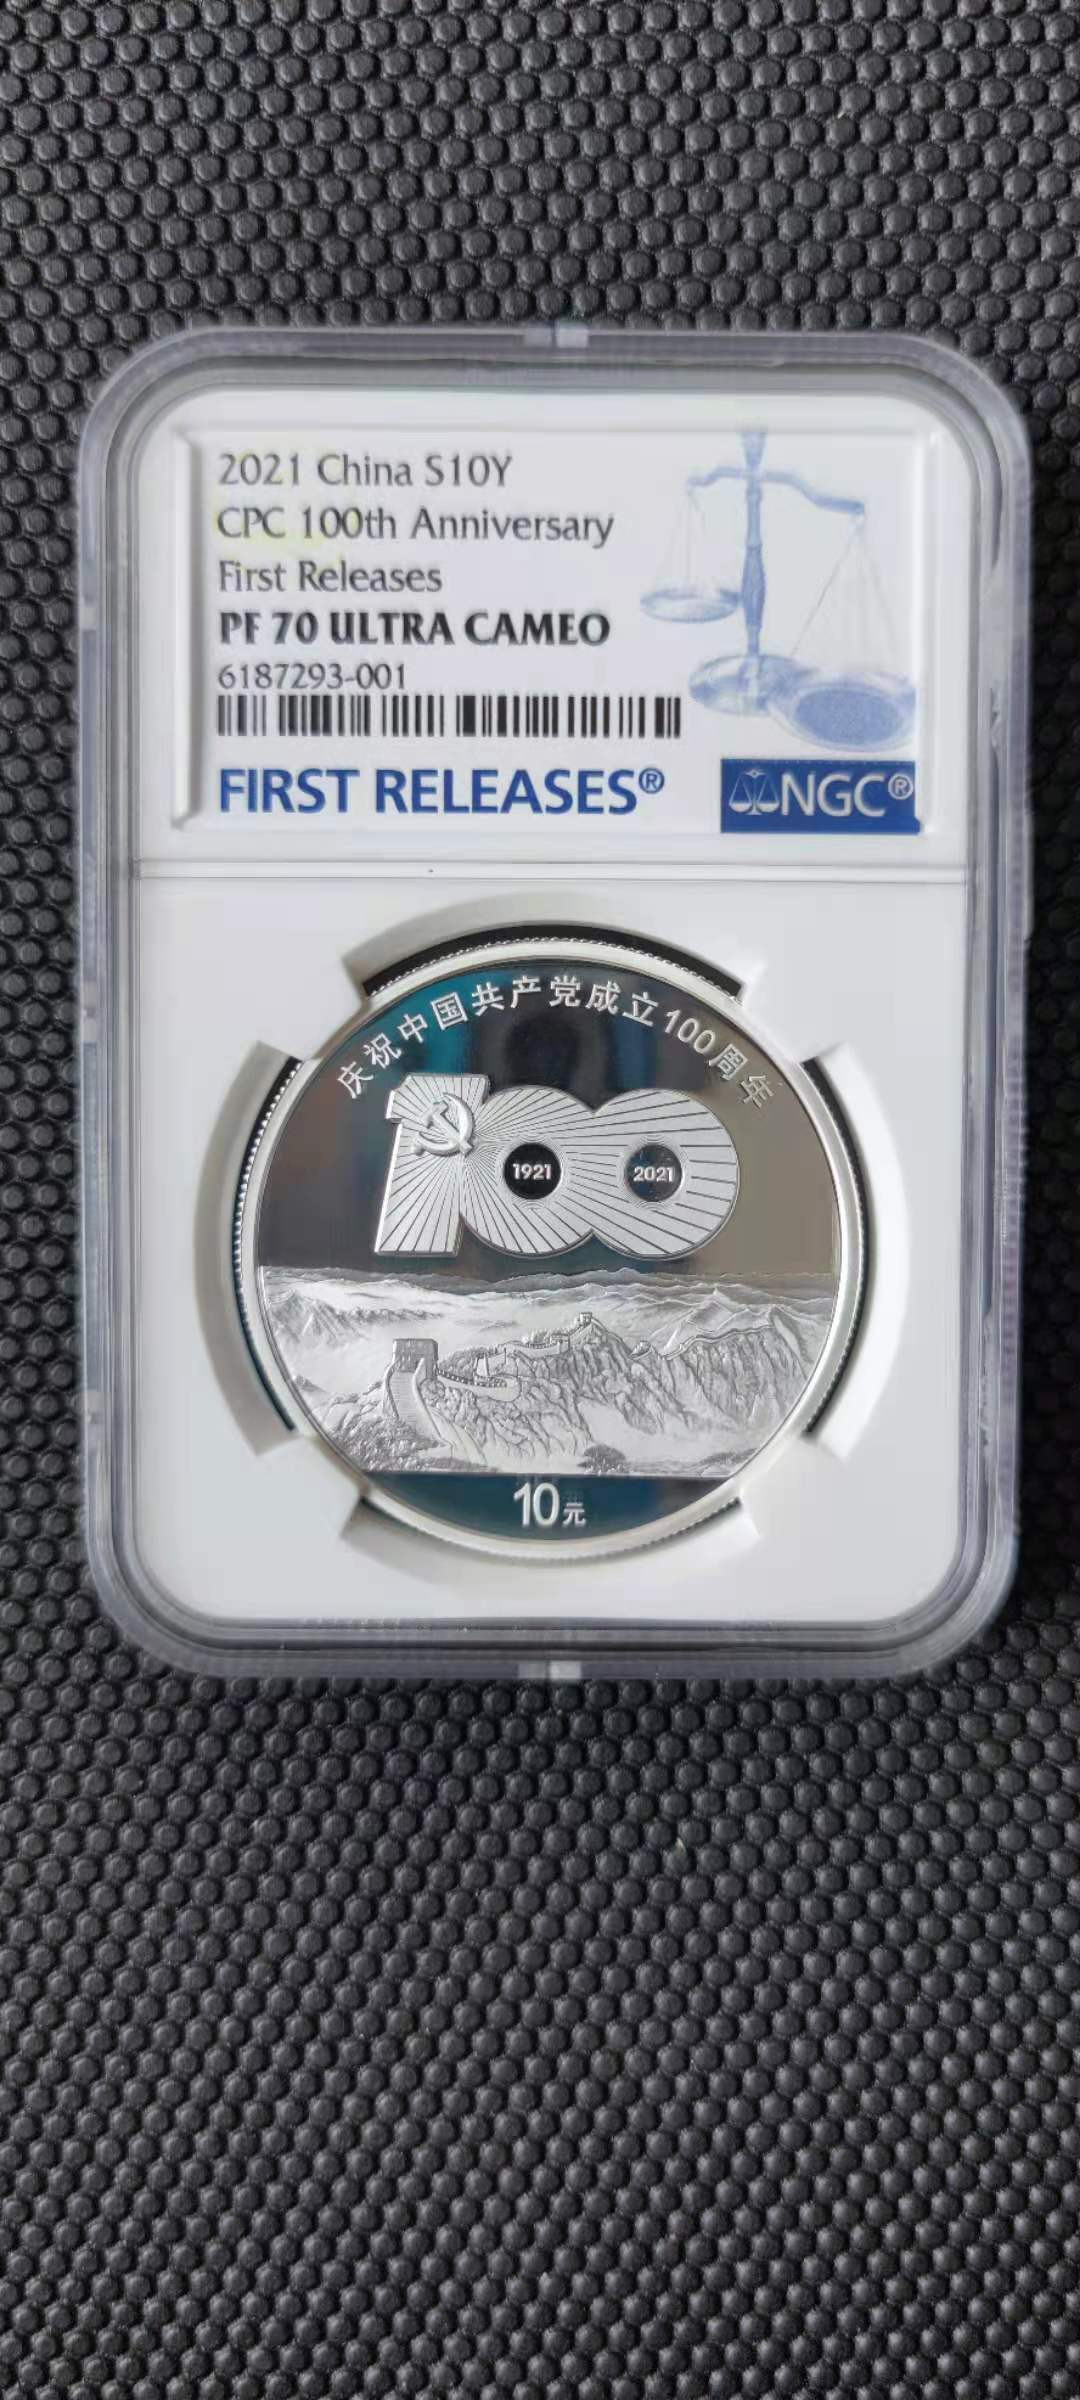 2021 China S10Y
CPC 100th Anniversary
First Releases
PF 70 ULTRA CAMEO
6187293-001
FIRST RELEASES®
NGC®
庆祝中国共产党成立100周年
100
1921
2021
10元